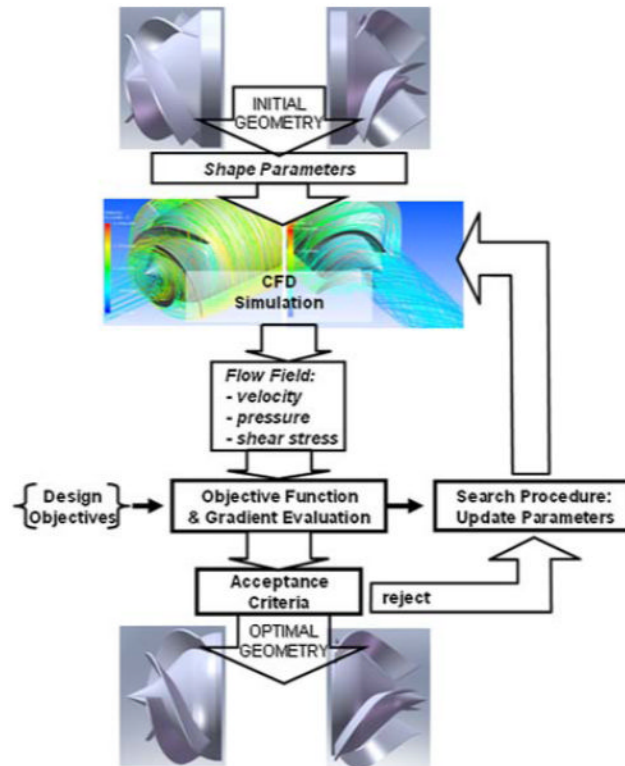 INITIAL
GEOMETRY
Shape Parameters
CFD
Simulation
Flow Field:
- velocity
- pressure
- shear stress
Design
Objectives
Objective Function
& Gradient Evaluation
Search Procedure:
Update Parameters
Acceptance
Criteria
reject
OPTIMAL
GEOMETRY